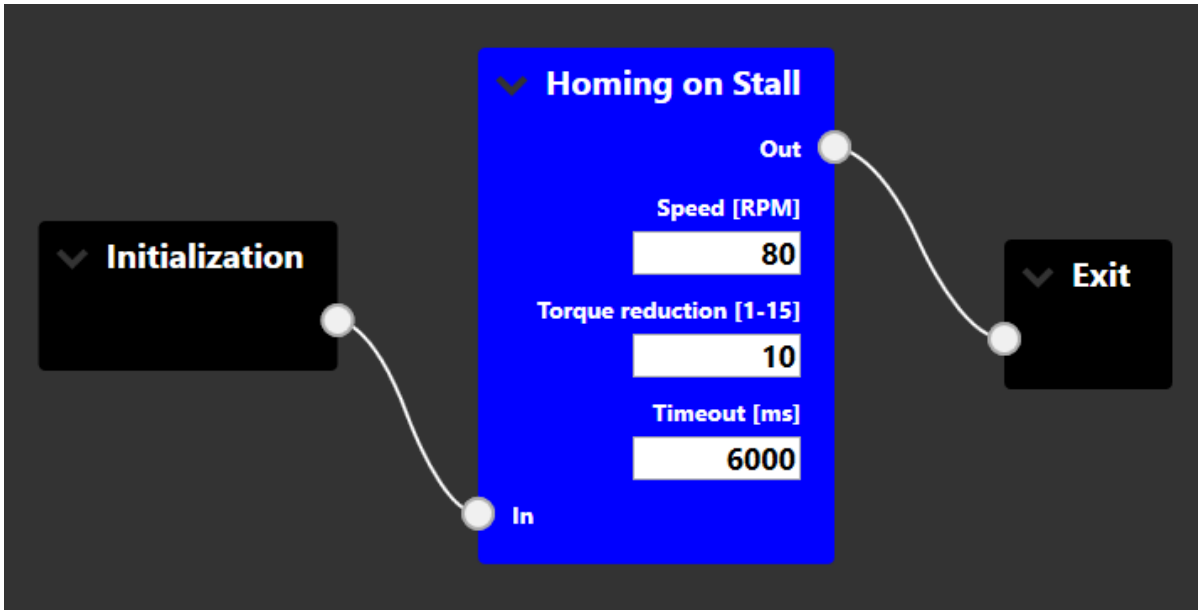 Initialization
Homing on Stall
Out
Speed [RPM]
80
Torque reduction [1-15]
10
Timeout [ms]
6000
In
Exit